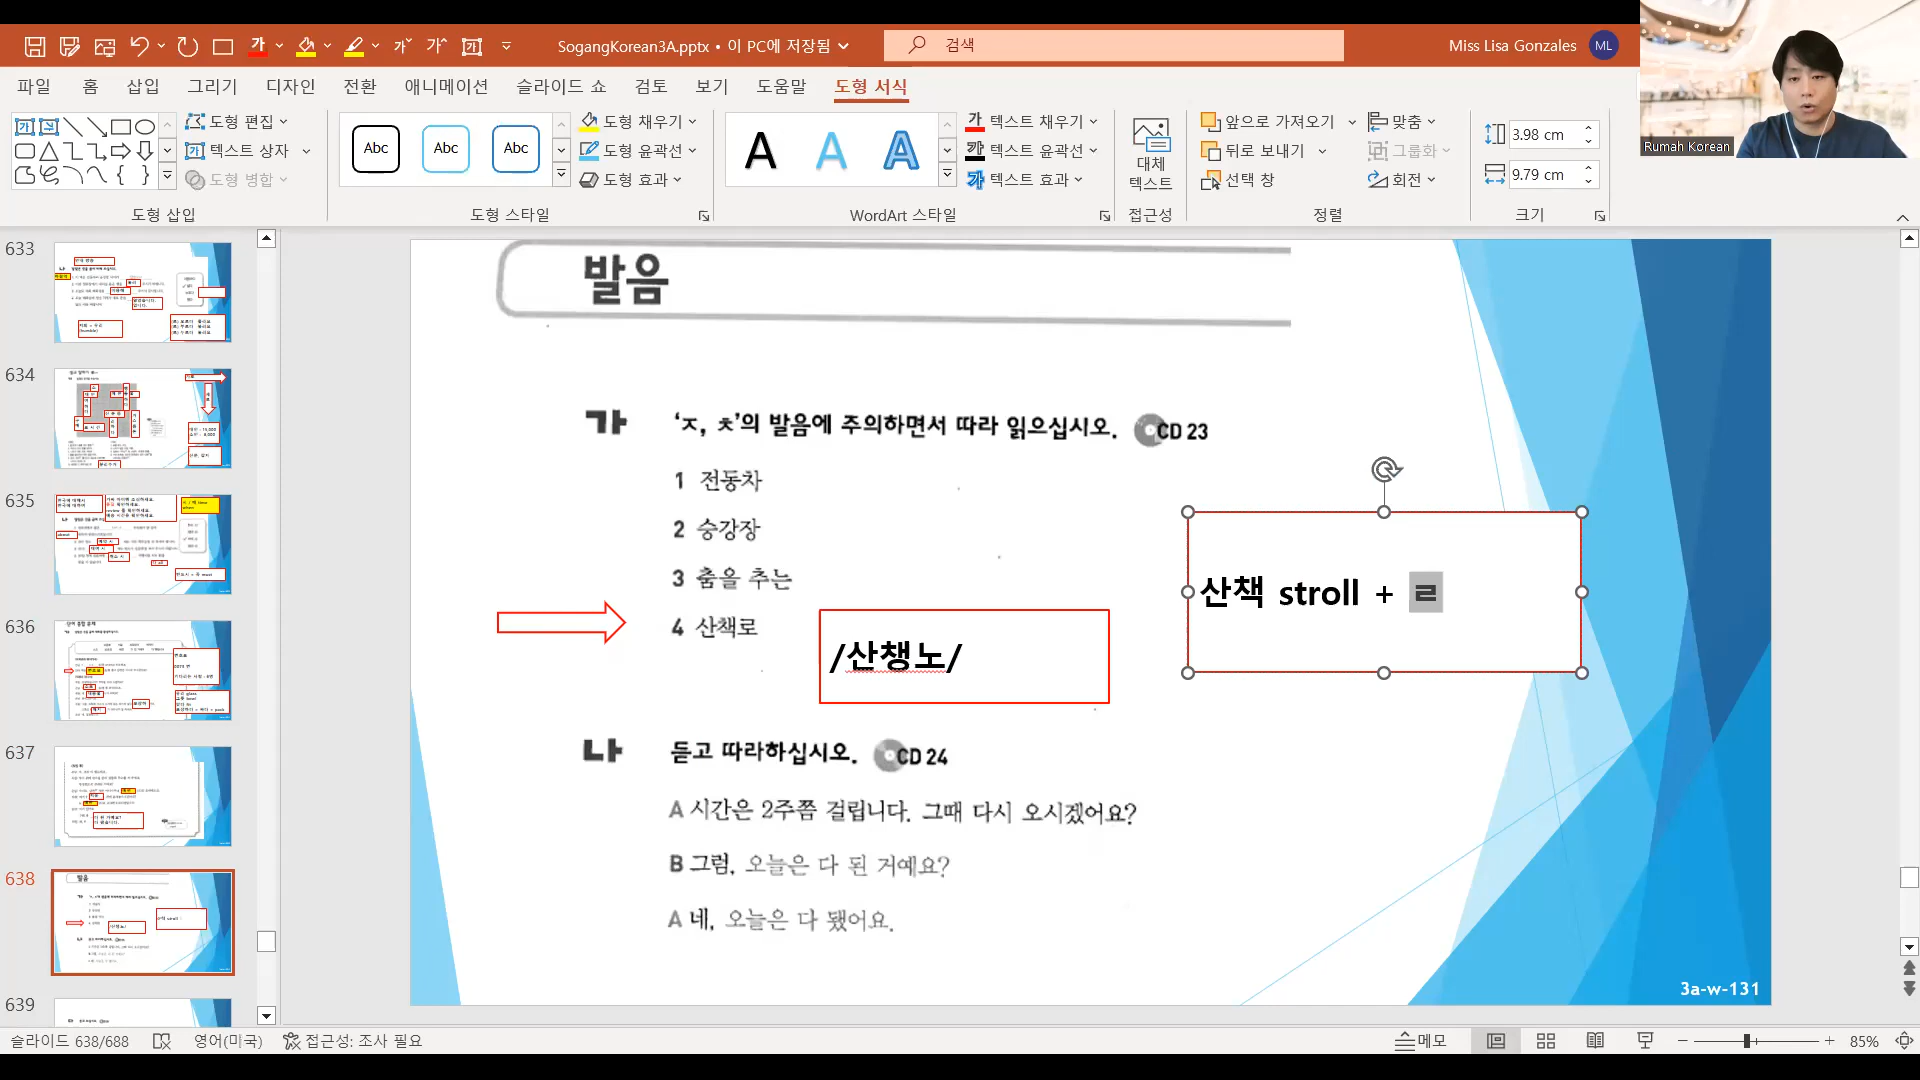 SogangKorean3A.pptx • 이 PC에 저장됨
검색
Miss Lisa Gonzales
ML
파일 홈 삽입 그리기 디자인 전환 애니메이션 슬라이드 쇼 검토 보기 도움말 도형 서식
도형 편집
텍스트 상자
도형 병합
도형 삽입
Abc Abc Abc
도형 채우기
도형 윤곽선
도형 효과
도형 스타일
A A A
텍스트 채우기
텍스트 윤곽선
텍스트 효과
WordArt 스타일
대체
텍스트
접근성
앞으로 가져오기
뒤로 보내기
선택 창
맞춤
그룹화
회전
정렬
3.98 cm
9.79 cm
크기
Rumah Korean
633
634
635
636
637
638
639
발음
가 ‘ㅈ, ㅊ’의 발음에 주의하면서 따라 읽으십시오. CD 23
1 전동차
2 승강장
3 춤을 추는
4 산책로
/산챙노/
산책 stroll + ㄹ
나 듣고 따라하십시오. CD 24
A 시간은 2주쯤 걸립니다. 그때 다시 오시겠어요?
B 그럼, 오늘은 다 된 거예요?
A 네, 오늘은 다 됐어요.
3a-w-131
슬라이드 638/688
영어(미국)
접근성: 조사 필요
메모
85%